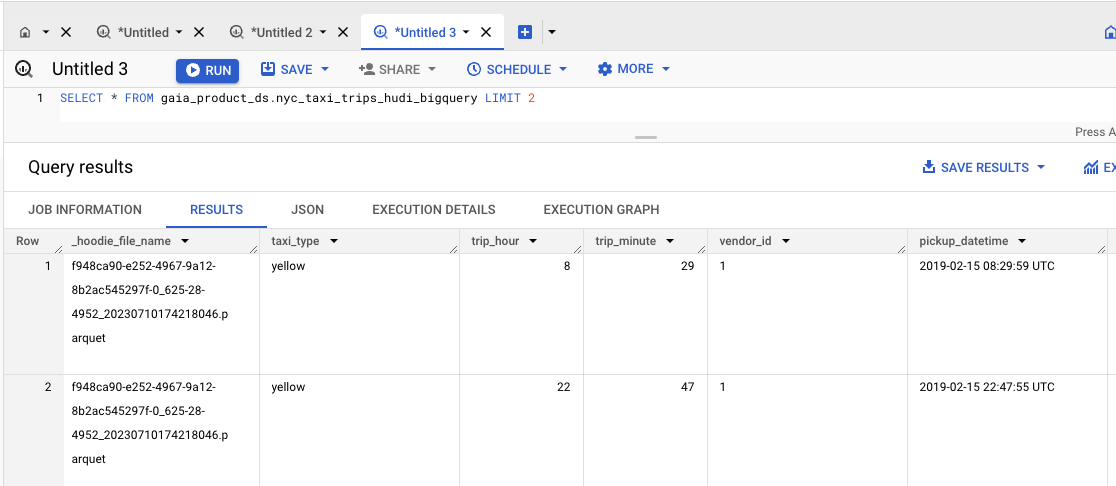 *Untitled *Untitled 2 *Untitled 3
Untitled 3 RUN SAVE SHARE SCHEDULE MORE
1 SELECT * FROM gaia_product_ds.nyc_taxi_trips_hudi_bigquery LIMIT 2
Press A
Query results SAVE RESULTS EX
JOB INFORMATION RESULTS JSON EXECUTION DETAILS EXECUTION GRAPH
Row _hoodie_file_name taxi_type trip_hour trip_minute vendor_id pickup_datetime
1 f948ca90-e252-4967-9a12- yellow 8 29 1 2019-02-15 08:29:59 UTC
8b2ac545297f-0_625-28-
4952_20230710174218046.p
arquet
2 f948ca90-e252-4967-9a12- yellow 22 47 1 2019-02-15 22:47:55 UTC
8b2ac545297f-0_625-28-
4952_20230710174218046.p
arquet